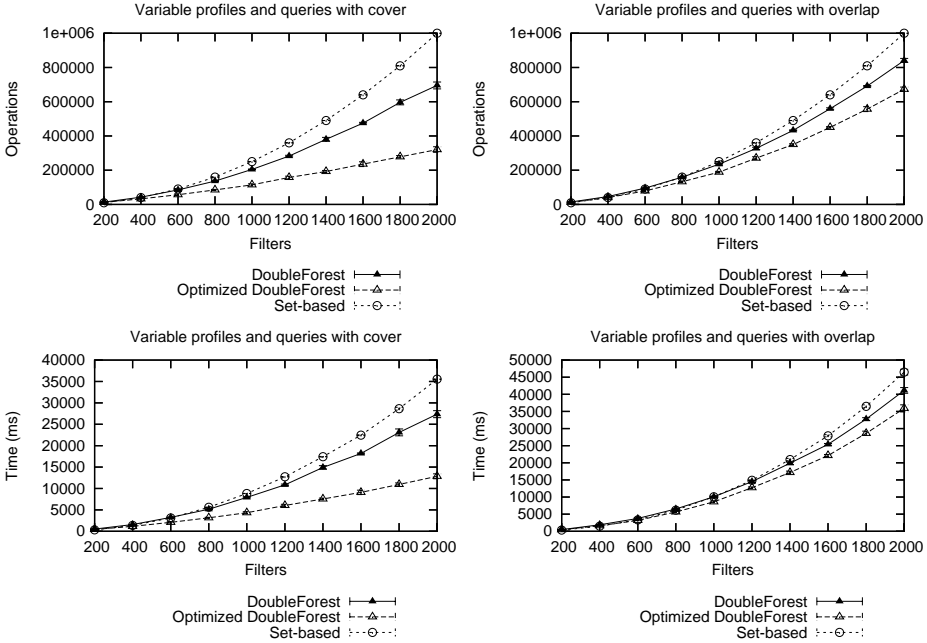 Variable profiles and queries with cover
1e+006
800000
600000
400000
200000
0
Operations
200 400 600 800 1000 1200 1400 1600 1800 2000
Filters
DoubleForest
Optimized DoubleForest
Set-based
Variable profiles and queries with overlap
1e+006
800000
600000
400000
200000
0
Operations
200 400 600 800 1000 1200 1400 1600 1800 2000
Filters
DoubleForest
Optimized DoubleForest
Set-based
Variable profiles and queries with cover
40000
35000
30000
25000
20000
15000
10000
5000
0
Time (ms)
200 400 600 800 1000 1200 1400 1600 1800 2000
Filters
DoubleForest
Optimized DoubleForest
Set-based
Variable profiles and queries with overlap
50000
45000
40000
35000
30000
25000
20000
15000
10000
5000
0
Time (ms)
200 400 600 800 1000 1200 1400 1600 1800 2000
Filters
DoubleForest
Optimized DoubleForest
Set-based